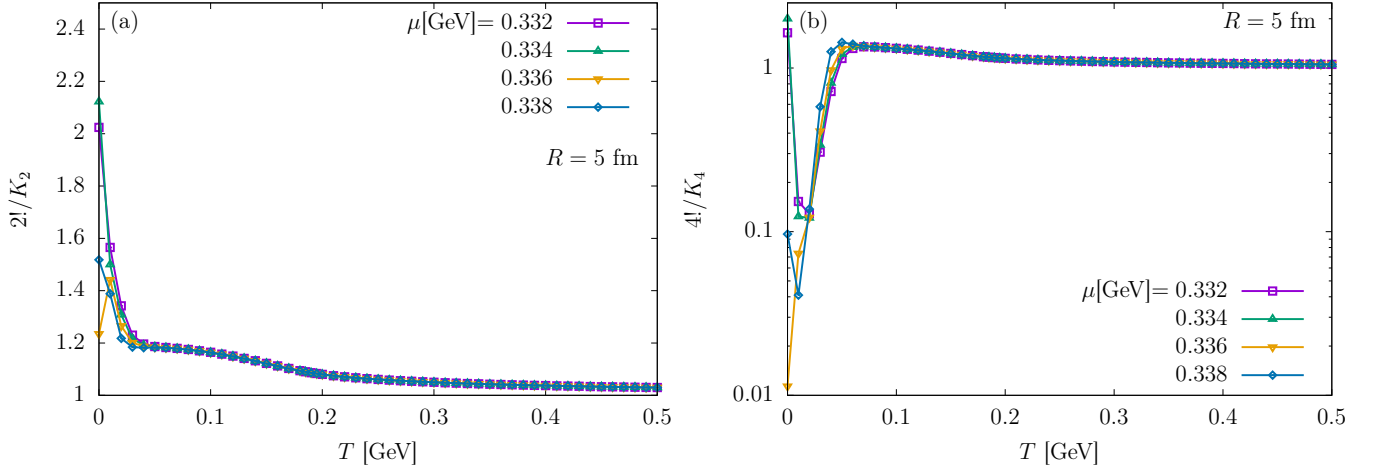 (a)
μ[GeV]= 0.332
0.334
0.336
0.338
R = 5 fm
2!/K₂
2.4
2.2
2
1.8
1.6
1.4
1.2
1
0
0.1
0.2
0.3
0.4
0.5
T [GeV]
(b)
R = 5 fm
4!/K₄
1
0.1
0.01
μ[GeV]= 0.332
0.334
0.336
0.338
0
0.1
0.2
0.3
0.4
0.5
T [GeV]